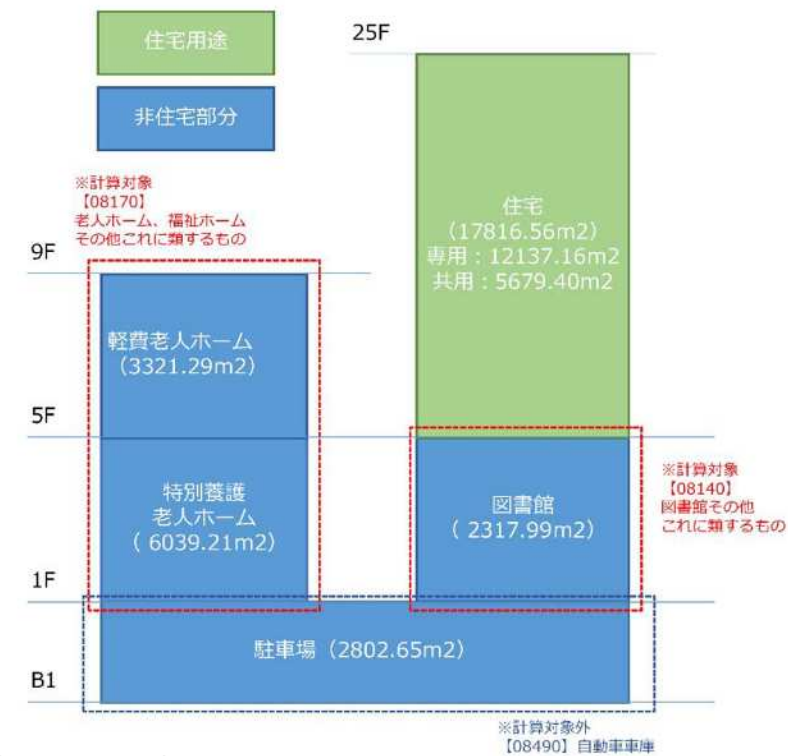 住宅用途
非住宅部分
25F
※計算対象
【08170】
老人ホーム、福祉ホーム
その他これに類するもの
9F
住宅
(17816.56m2)
専用：12137.16m2
共用：5679.40m2
軽費老人ホーム
(3321.29m2)
5F
特別養護
老人ホーム
( 6039.21m2)
図書館
( 2317.99m2)
※計算対象
【08140】
図書館その他
これに類するもの
1F
駐車場（2802.65m2）
B1
※計算対象外
【08490】自動車車庫